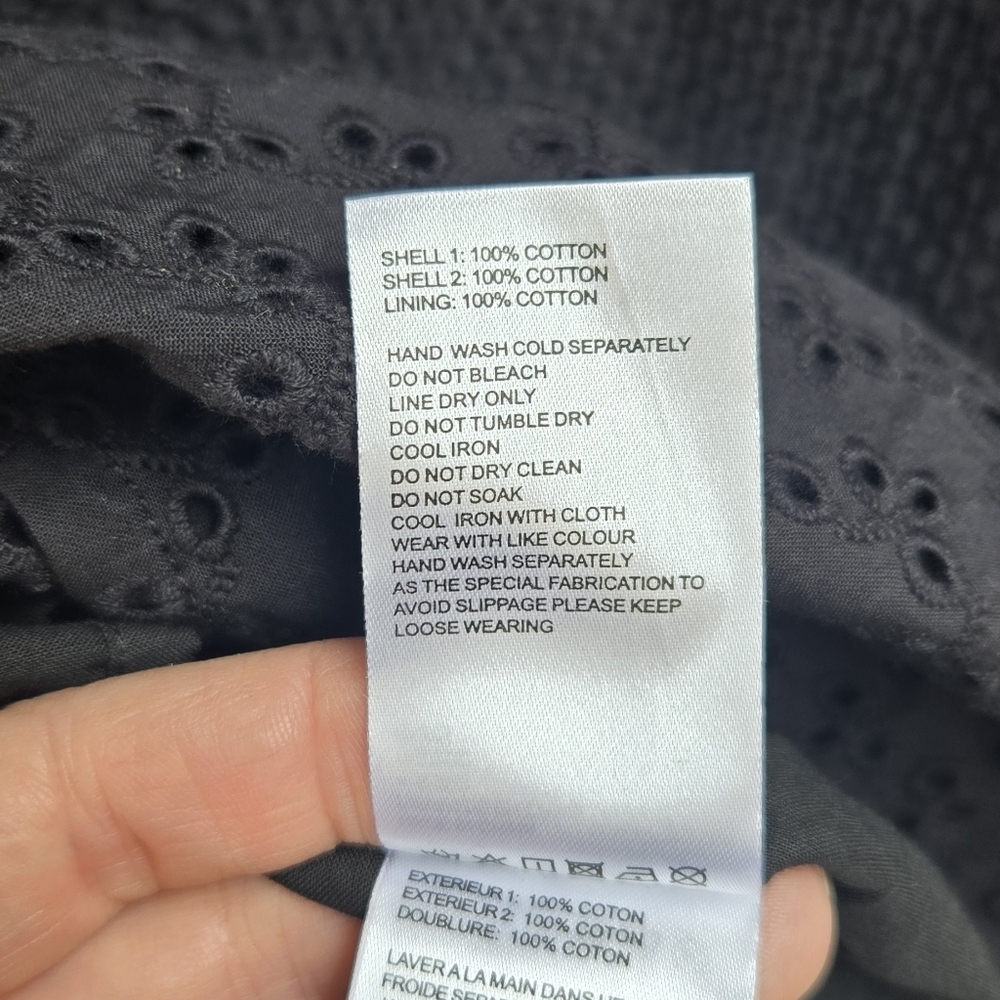 SHELL 1: 100% COTTON
SHELL 2: 100% COTTON
LINING: 100% COTTON
HAND WASH COLD SEPARATELY
DO NOT BLEACH
LINE DRY ONLY
DO NOT TUMBLE DRY
COOL IRON
DO NOT DRY CLEAN
DO NOT SOAK
COOL IRON WITH CLOTH
WEAR WITH LIKE COLOUR
HAND WASH SEPARATELY
AS THE SPECIAL FABRICATION TO
AVOID SLIPPAGE PLEASE KEEP
LOOSE WEARING
EXTERIEUR 1: 100% COTON
EXTERIEUR 2: 100% COTON
DOUBLURE: 100% COTON
LAVER A LA MAIN DANS
FROIDE